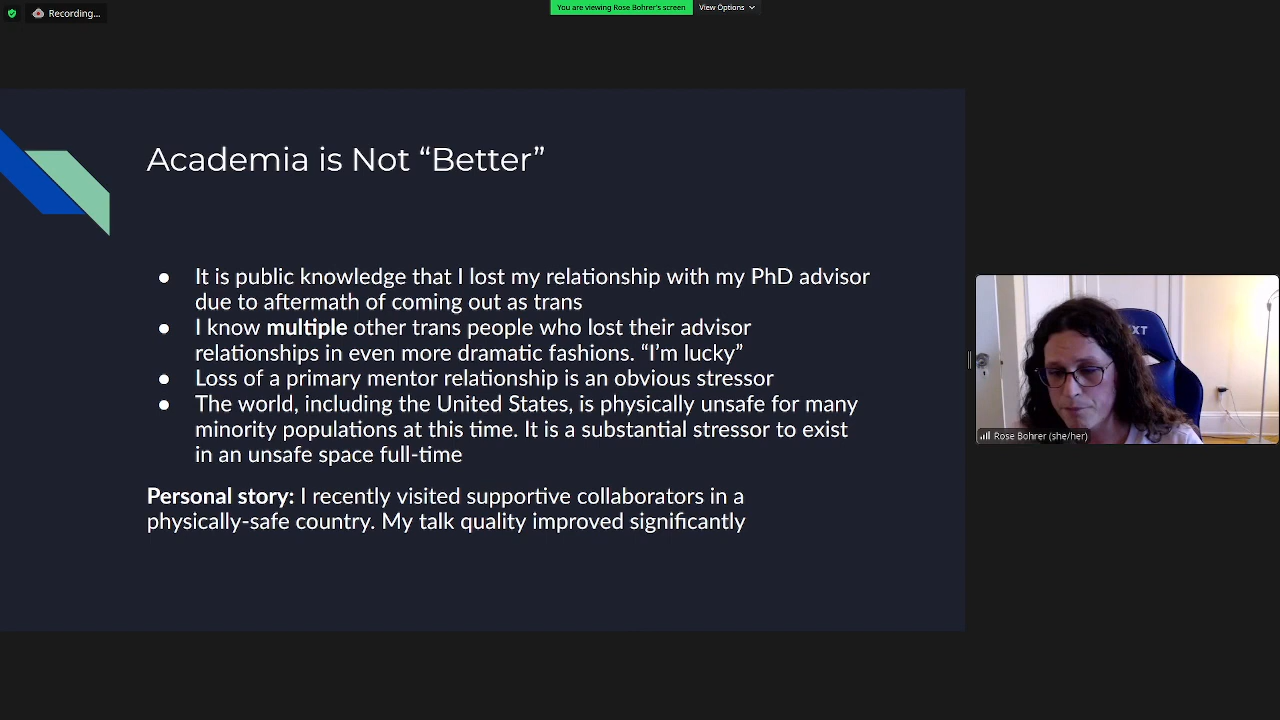 Recording...
You are viewing Rose Bohrer's screen
View Options
Academia is Not “Better”
● It is public knowledge that I lost my relationship with my PhD advisor
due to aftermath of coming out as trans
● I know multiple other trans people who lost their advisor
relationships in even more dramatic fashions. “I’m lucky”
● Loss of a primary mentor relationship is an obvious stressor
● The world, including the United States, is physically unsafe for many
minority populations at this time. It is a substantial stressor to exist
in an unsafe space full-time
Personal story: I recently visited supportive collaborators in a
physically-safe country. My talk quality improved significantly
Rose Bohrer (she/her)